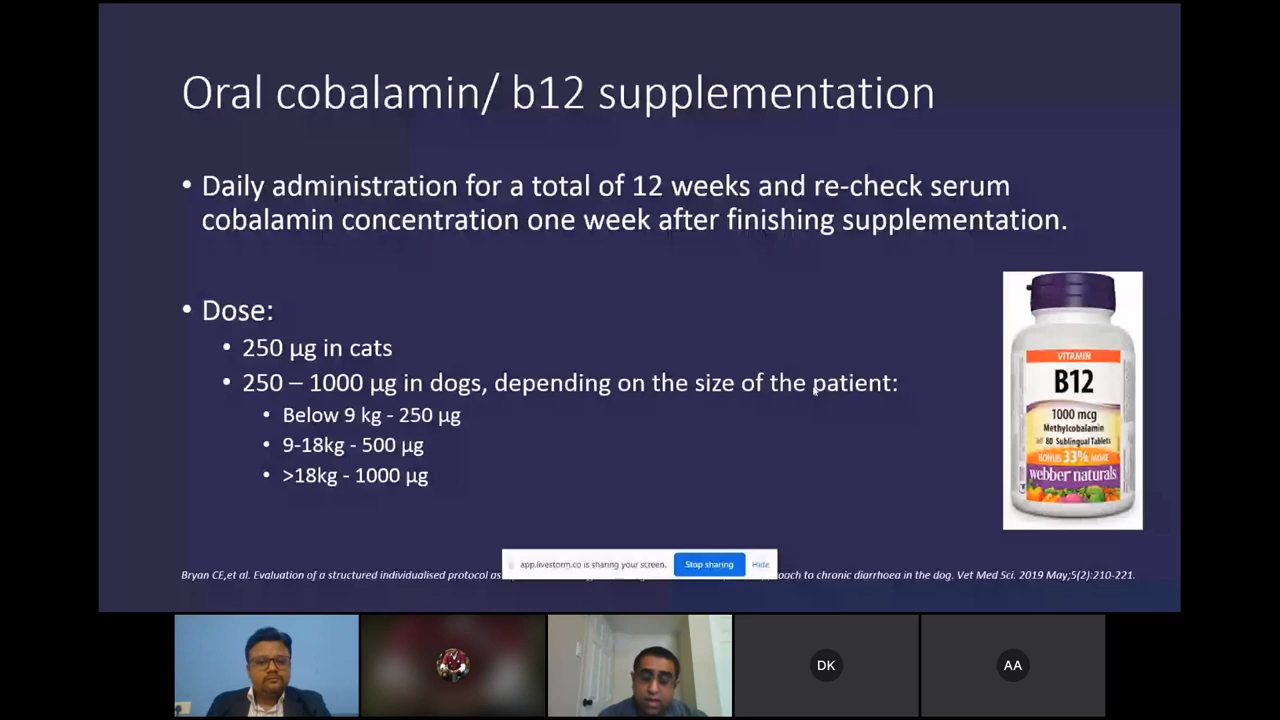 Oral cobalamin/ b12 supplementation
• Daily administration for a total of 12 weeks and re-check serum
cobalamin concentration one week after finishing supplementation.
• Dose:
• 250 µg in cats
• 250 – 1000 µg in dogs, depending on the size of the patient:
• Below 9 kg - 250 µg
• 9-18kg - 500 µg
• >18kg - 1000 µg
VITAMIN
B12
1000 mcg
Methylcobalamin
80 Sublingual Tablets
BONUS 33% MORE
webber naturals
app.livestorm.co is sharing your screen.
Stop sharing
Hide
Bryan CE,et al. Evaluation of a structured individualised protocol as to chronic diarrhoea in the dog. Vet Med Sci. 2019 May;5(2):210-221.
DK
AA